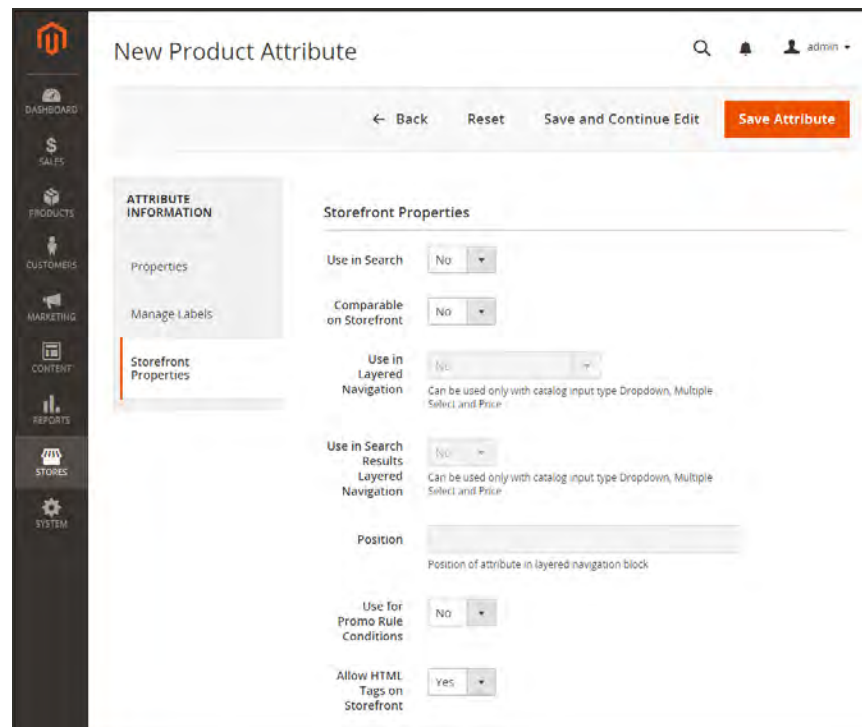 New Product Attribute
admin
DASHBOARD
← Back
Reset
Save and Continue Edit
Save Attribute
$
SALES
PRODUCTS
CUSTOMERS
MARKETING
CONTENT
REPORTS
STORES
SYSTEM
ATTRIBUTE
INFORMATION
Properties
Manage Labels
Storefront
Properties
Storefront Properties
Use in Search
No
Comparable
on Storefront
No
Use in
Layered
Navigation
No
Can be used only with catalog input type Dropdown, Multiple
Select and Price
Use in Search
Results
Layered
Navigation
No
Can be used only with catalog input type Dropdown, Multiple
Select and Price
Position
Position of attribute in layered navigation block
Use for
Promo Rule
Conditions
No
Allow HTML
Tags on
Storefront
Yes